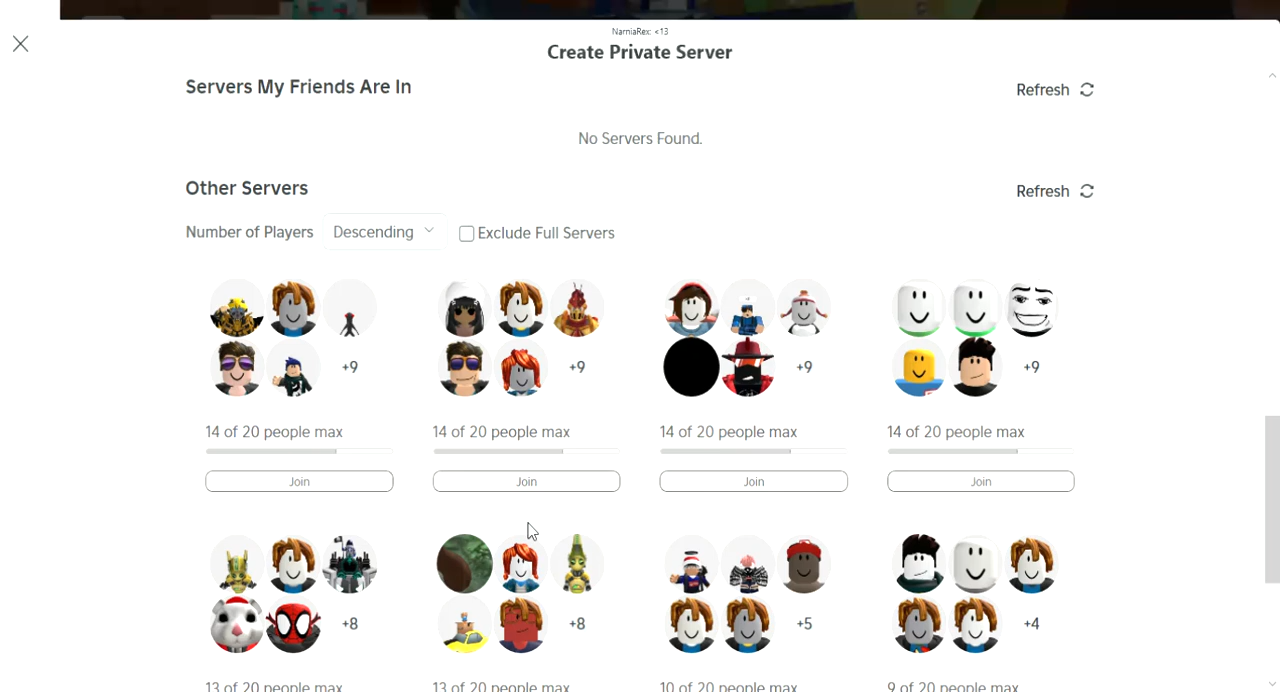 NarniaRex: <13
Create Private Server
Servers My Friends Are In
Refresh
No Servers Found.
Other Servers
Refresh
Number of Players Descending Exclude Full Servers
+9 +9 +9 +9
14 of 20 people max 14 of 20 people max 14 of 20 people max 14 of 20 people max
Join Join Join Join
+8 +8 +5 +4
13 of 20 people max 13 of 20 people max 10 of 20 people max 9 of 20 people max